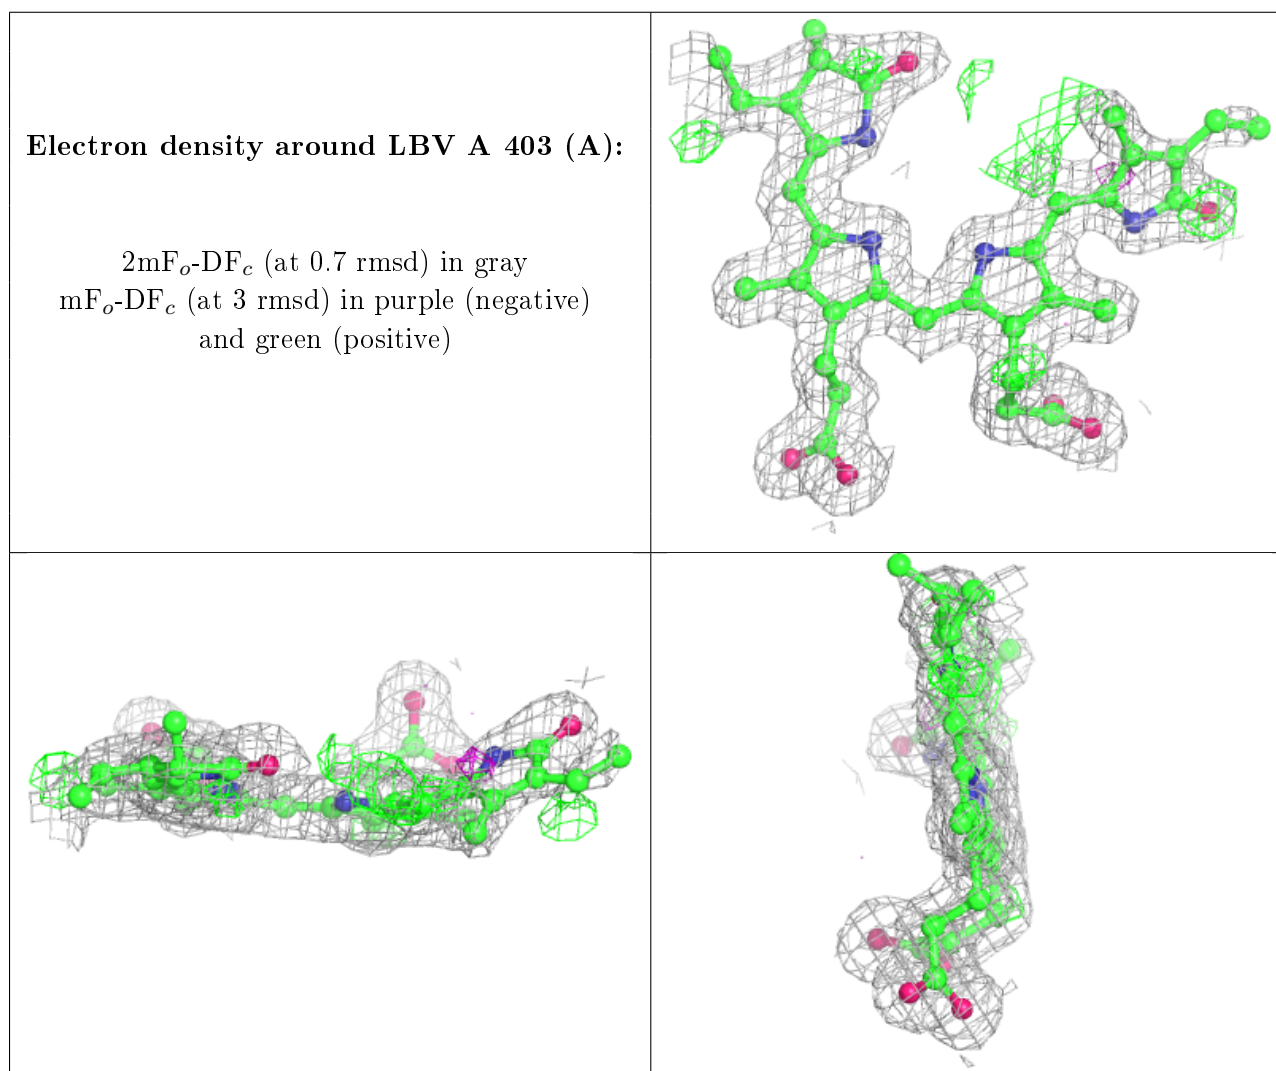 Electron density around LBV A 403 (A):
2mFₒ-DF𝒸 (at 0.7 rmsd) in gray
mFₒ-DF𝒸 (at 3 rmsd) in purple (negative)
and green (positive)